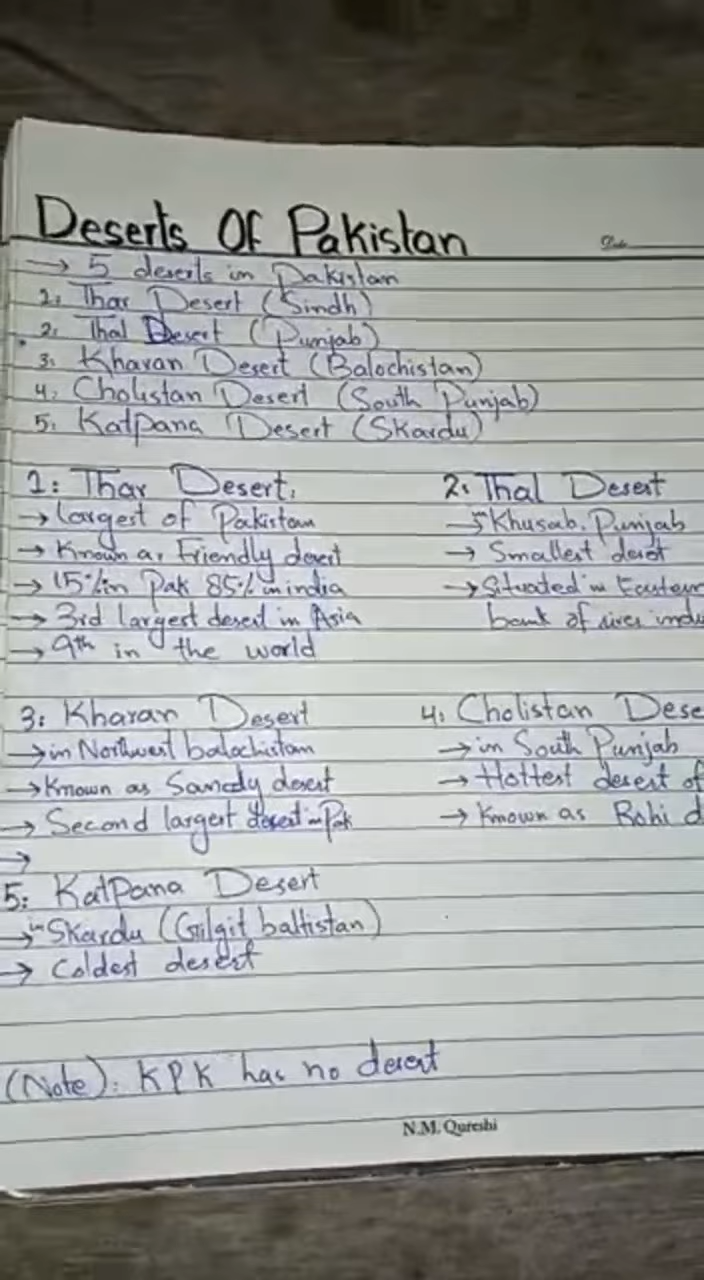 Deserts Of Pakistan
Date
→ 5 deserts in Pakistan
1: Thar Desert (Sindh)
2: Thal Desert (Punjab)
3: Kharan Desert (Balochistan)
4: Cholistan Desert (South Punjab)
5: Katpana Desert (Skardu)
1: Thar Desert.
→ Largest of Pakistan
→ Known as Friendly desert
→ 15% in Pak 85% in india
→ 3rd largest desert in Asia
→ 9th in the world
2: Thal Desert
→ in Khusab, Punjab
→ Smallest desert
→ Situated in Eastern
bank of river indu
3: Kharan Desert
→ in Northwest balochistan
→ Known as Sandy desert
→ Second largest desert in Pak
→
4: Cholistan Dese
→ in South Punjab
→ Hottest desert of
→ Known as Rohi d
5: Katpana Desert
→ in Skardu (Gilgit baltistan)
→ Coldest desert
(Note): KPK has no desert
N.M. Qureshi